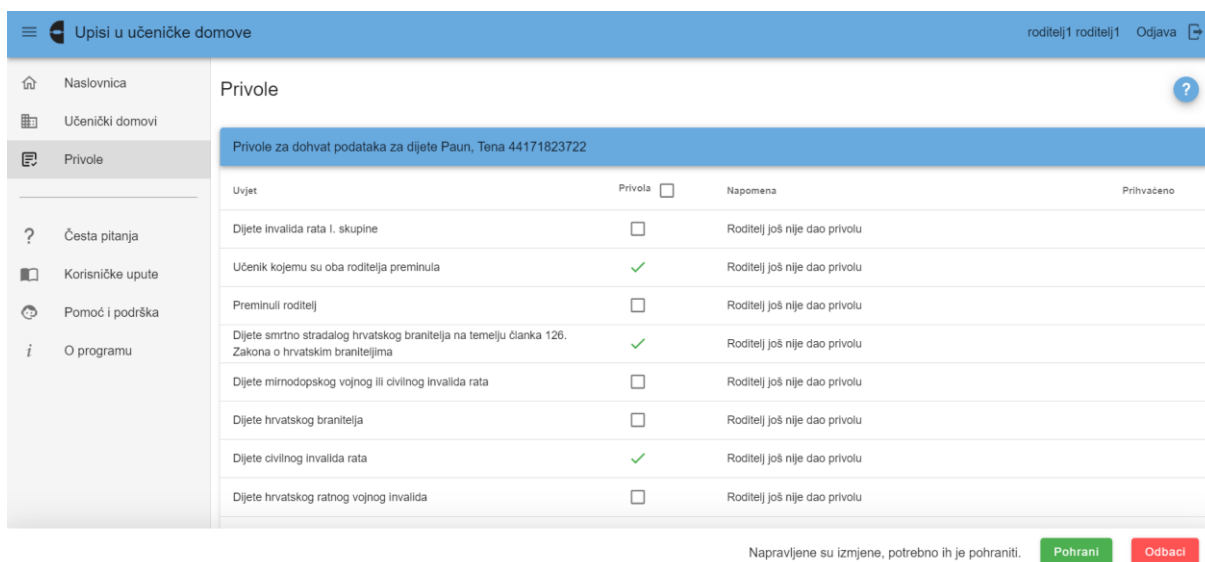 Upisi u učeničke domove
roditelj1 roditelj1 Odjava
Naslovnica
Učenički domovi
Privole
Česta pitanja
Korisničke upute
Pomoć i podrška
i O programu
Privole
?
Privole za dohvat podataka za dijete Paun, Tena 44171823722
Uvjet Privola Napomena Prihvaćeno
Dijete invalida rata I. skupine Roditelj još nije dao privolu
Učenik kojemu su oba roditelja preminula Roditelj još nije dao privolu
Preminuli roditelj Roditelj još nije dao privolu
Dijete smrtno stradalog hrvatskog branitelja na temelju članka 126.
Zakona o hrvatskim braniteljima Roditelj još nije dao privolu
Dijete mirnodopskog vojnog ili civilnog invalida rata Roditelj još nije dao privolu
Dijete hrvatskog branitelja Roditelj još nije dao privolu
Dijete civilnog invalida rata Roditelj još nije dao privolu
Dijete hrvatskog ratnog vojnog invalida Roditelj još nije dao privolu
Napravljene su izmjene, potrebno ih je pohraniti. Pohrani Odbaci